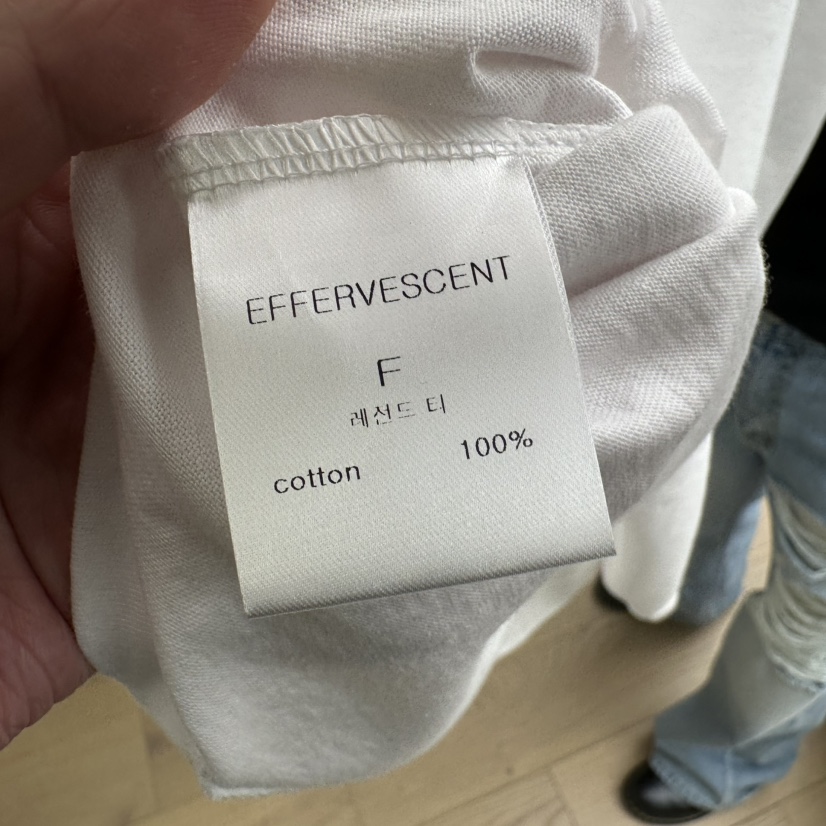 EFFERVESCENT
F
레전드 티
cotton 100%